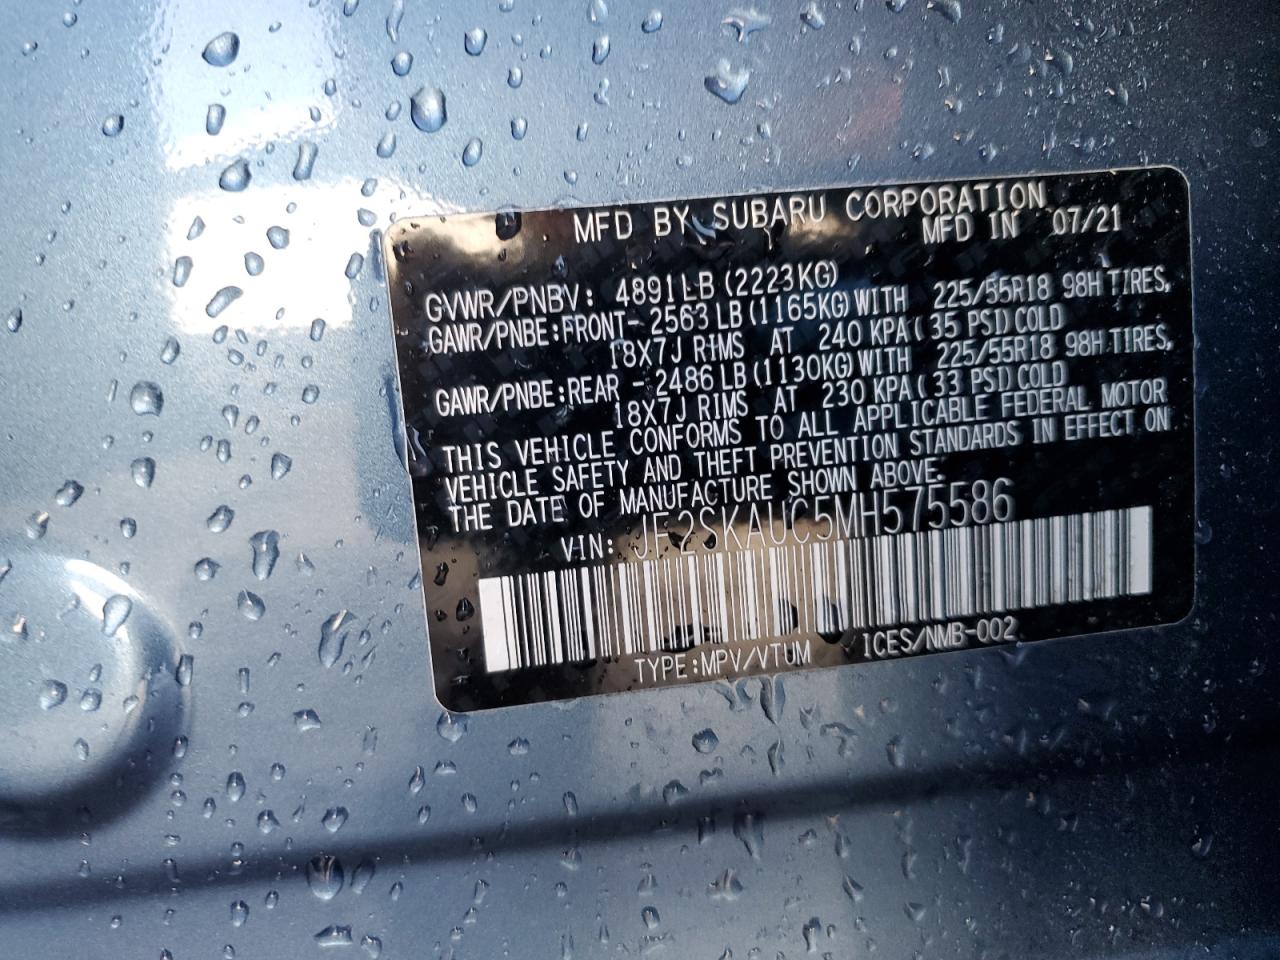 MFD BY SUBARU CORPORATION
MFD IN 07/21
GVWR/PNBV: 4891LB (2223KG)
GAWR/PNBE:FRONT- 2563 LB (1165KG) WITH 225/55R18 98H TIRES,
18X7J RIMS AT 240 KPA (35 PSI) COLD
GAWR/PNBE:REAR - 2486 LB (1130KG) WITH 225/55R18 98H TIRES,
18X7J RIMS AT 230 KPA (33 PSI) COLD
THIS VEHICLE CONFORMS TO ALL APPLICABLE FEDERAL MOTOR
VEHICLE SAFETY AND THEFT PREVENTION STANDARDS IN EFFECT ON
THE DATE OF MANUFACTURE SHOWN ABOVE.
VIN: JF2SKAUC5MH575586
TYPE:MPV/VTUM ICES/NMB-002